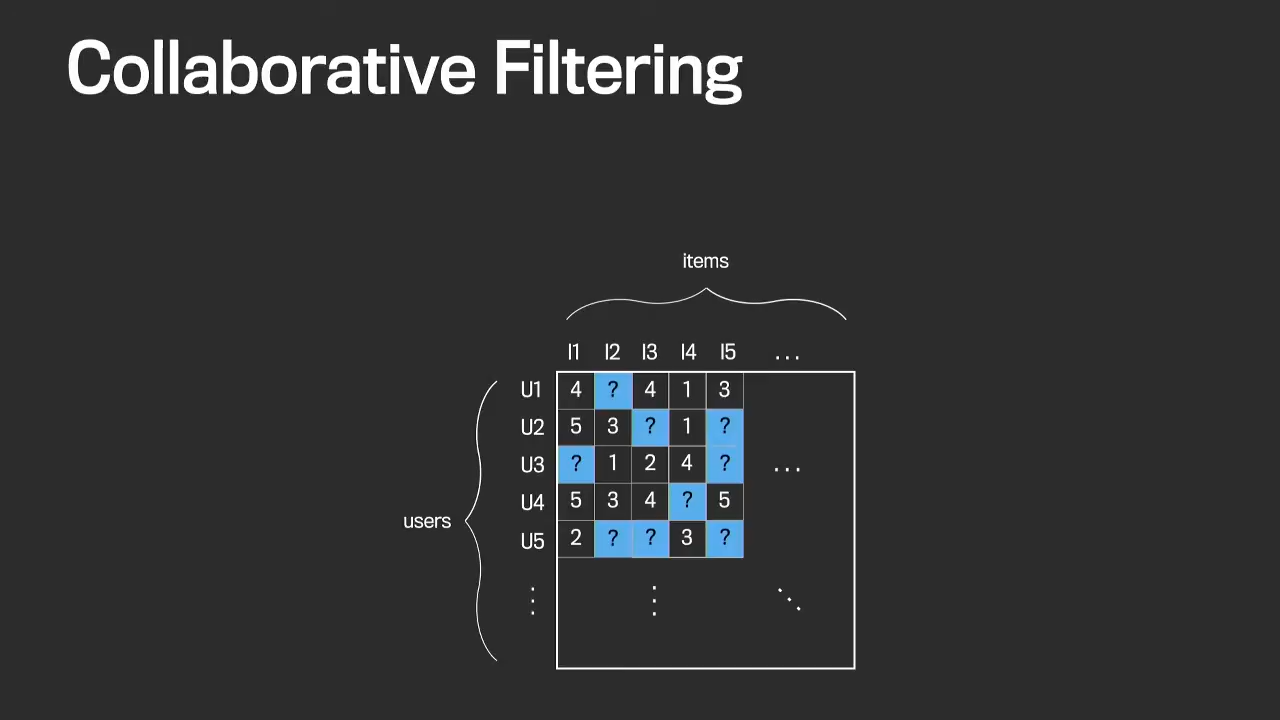 Collaborative Filtering
items
I1 I2 I3 I4 I5 ...
U1 4 ? 4 1 3
U2 5 3 ? 1 ?
U3 ? 1 2 4 ? ...
U4 5 3 4 ? 5
users
U5 2 ? ? 3 ?